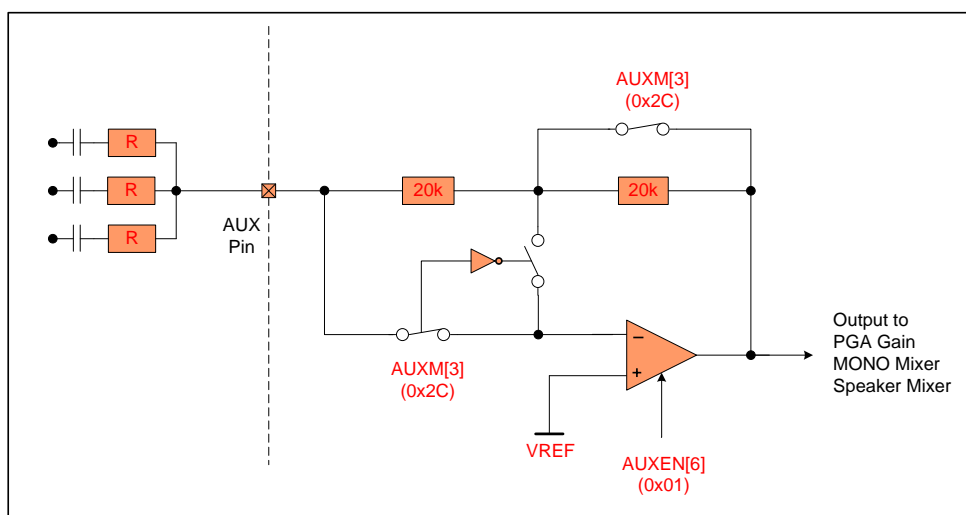 AUXM[3]
(0x2C)
R
R
R
20k
20k
AUX
Pin
AUXM[3]
(0x2C)
−
+
VREF
AUXEN[6]
(0x01)
Output to
PGA Gain
MONO Mixer
Speaker Mixer